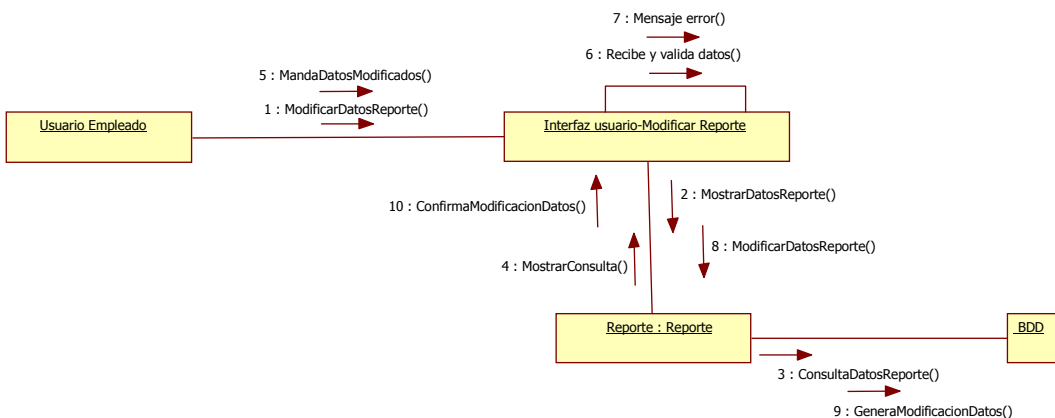 7 : Mensaje error()
6 : Recibe y valida datos()
5 : MandaDatosModificados()
1 : ModificarDatosReporte()
Usuario Empleado
Interfaz usuario-Modificar Reporte
2 : MostrarDatosReporte()
10 : ConfirmaModificacionDatos()
8 : ModificarDatosReporte()
4 : MostrarConsulta()
Reporte : Reporte
BDD
3 : ConsultaDatosReporte()
9 : GeneraModificacionDatos()